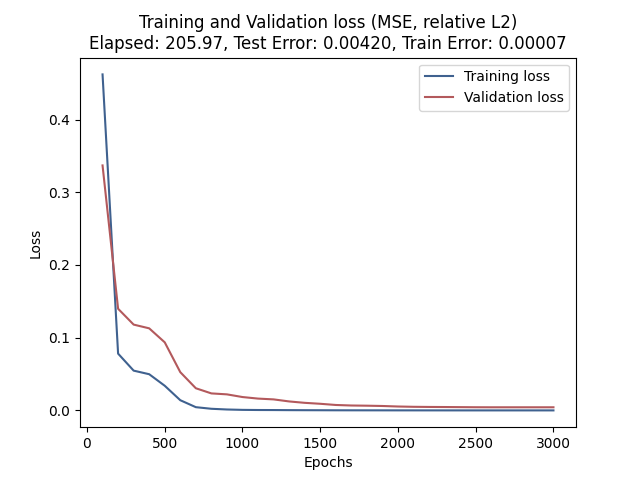 Training and Validation loss (MSE, relative L2)
Elapsed: 205.97, Test Error: 0.00420, Train Error: 0.00007
Training loss
Validation loss
0.4
0.3
0.2
0.1
0.0
Loss
0
500
1000
1500
2000
2500
3000
Epochs